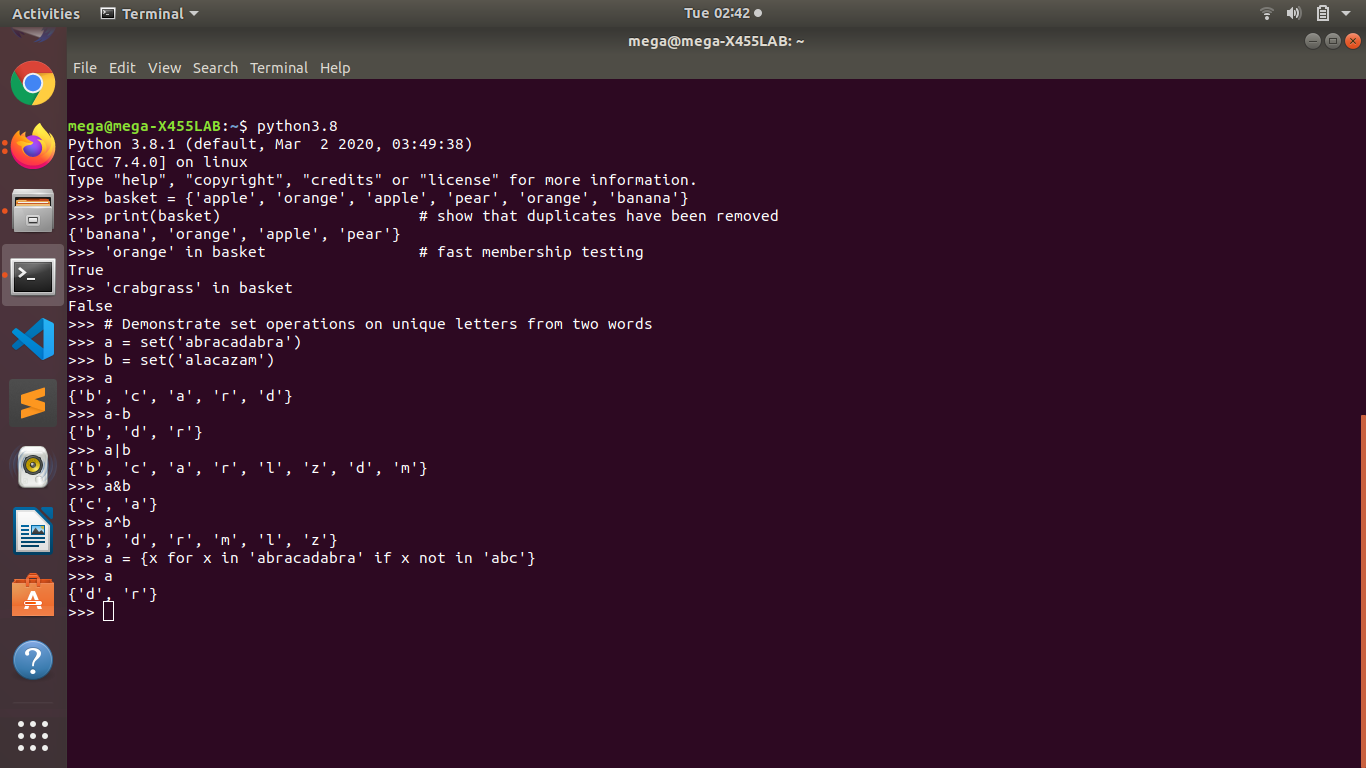 Activities Terminal Tue 02:42
mega@mega-X455LAB: ~
File Edit View Search Terminal Help
mega@mega-X455LAB:~$ python3.8
Python 3.8.1 (default, Mar  2 2020, 03:49:38)
[GCC 7.4.0] on linux
Type "help", "copyright", "credits" or "license" for more information.
>>> basket = {'apple', 'orange', 'apple', 'pear', 'orange', 'banana'}
>>> print(basket)                      # show that duplicates have been removed
{'banana', 'orange', 'apple', 'pear'}
>>> 'orange' in basket                 # fast membership testing
True
>>> 'crabgrass' in basket
False
>>> # Demonstrate set operations on unique letters from two words
>>> a = set('abracadabra')
>>> b = set('alacazam')
>>> a
{'b', 'c', 'a', 'r', 'd'}
>>> a-b
{'b', 'd', 'r'}
>>> a|b
{'b', 'c', 'a', 'r', 'l', 'z', 'd', 'm'}
>>> a&b
{'c', 'a'}
>>> a^b
{'b', 'd', 'r', 'm', 'l', 'z'}
>>> a = {x for x in 'abracadabra' if x not in 'abc'}
>>> a
{'d', 'r'}
>>>